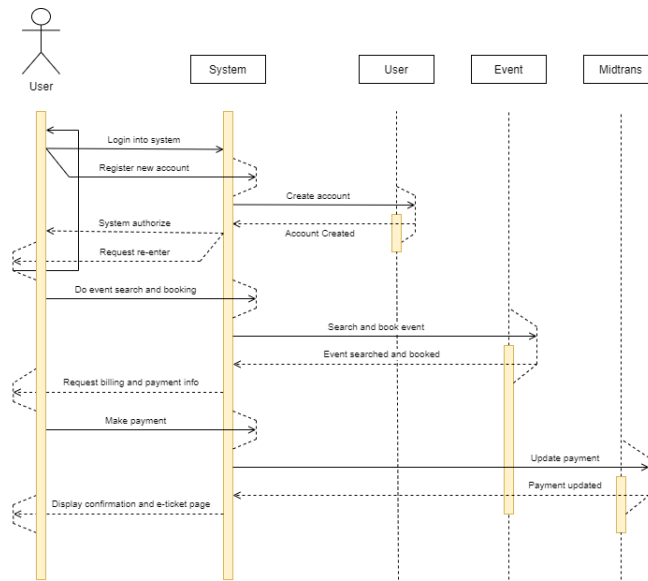 User
System
User
Event
Midtrans
Login into system
Register new account
Create account
System authorize
Account Created
Request re-enter
Do event search and booking
Search and book event
Event searched and booked
Request billing and payment info
Make payment
Update payment
Payment updated
Display confirmation and e-ticket page